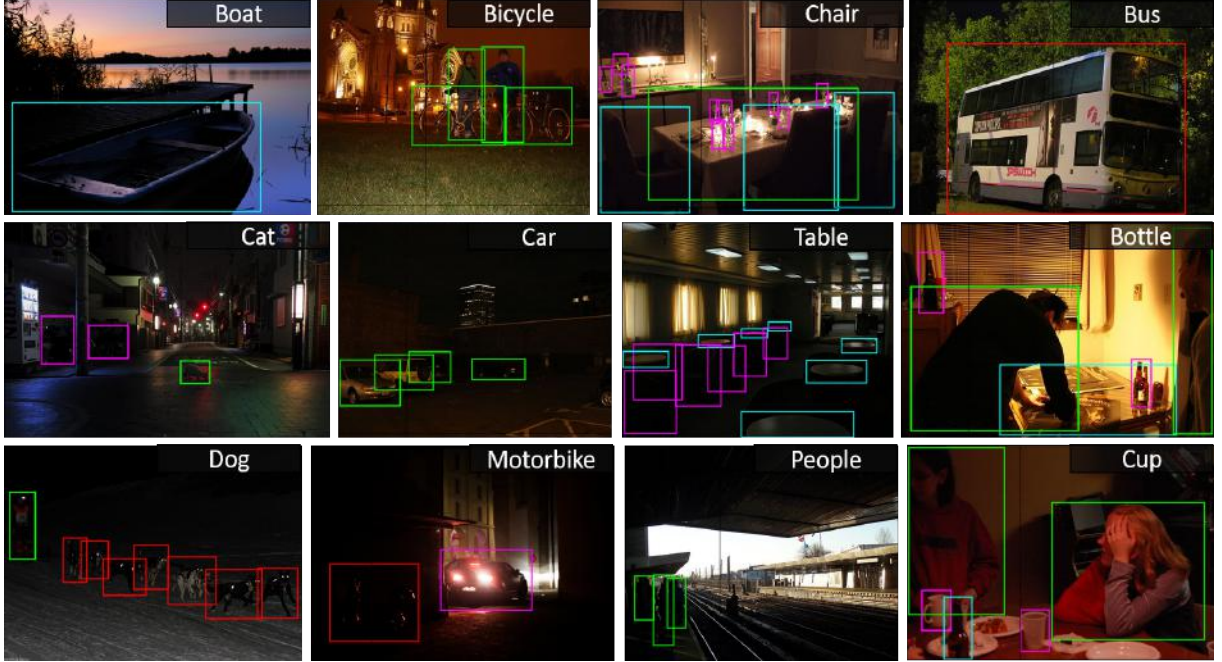 Boat
Bicycle
Chair
Bus
Cat
Car
Table
Bottle
Dog
Motorbike
People
Cup